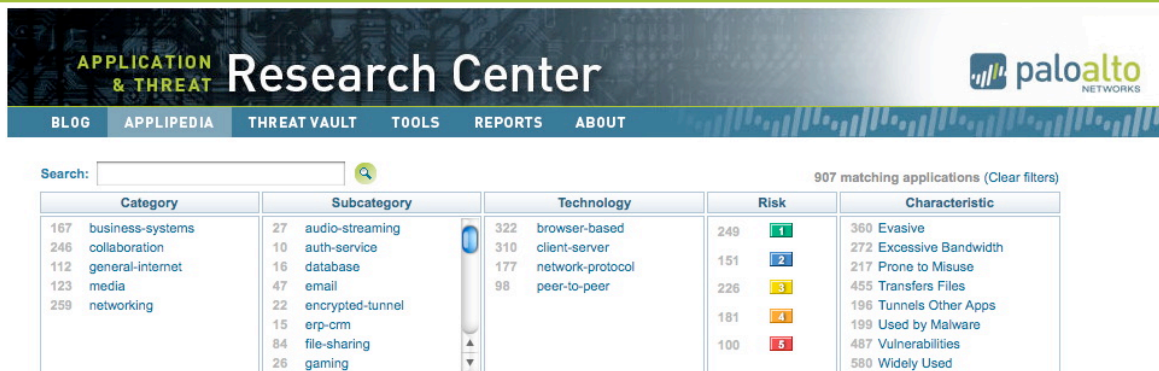 APPLICATION
& THREAT
Research Center
paloalto
NETWORKS
BLOG APPLIPEDIA THREAT VAULT TOOLS REPORTS ABOUT
Search:
907 matching applications (Clear filters)
Category
167 business-systems
246 collaboration
112 general-internet
123 media
259 networking
Subcategory
27 audio-streaming
10 auth-service
16 database
47 email
22 encrypted-tunnel
15 erp-crm
84 file-sharing
26 gaming
Technology
322 browser-based
310 client-server
177 network-protocol
98 peer-to-peer
Risk
249 1
151 2
226 3
181 4
100 5
Characteristic
360 Evasive
272 Excessive Bandwidth
217 Prone to Misuse
455 Transfers Files
196 Tunnels Other Apps
199 Used by Malware
487 Vulnerabilities
580 Widely Used